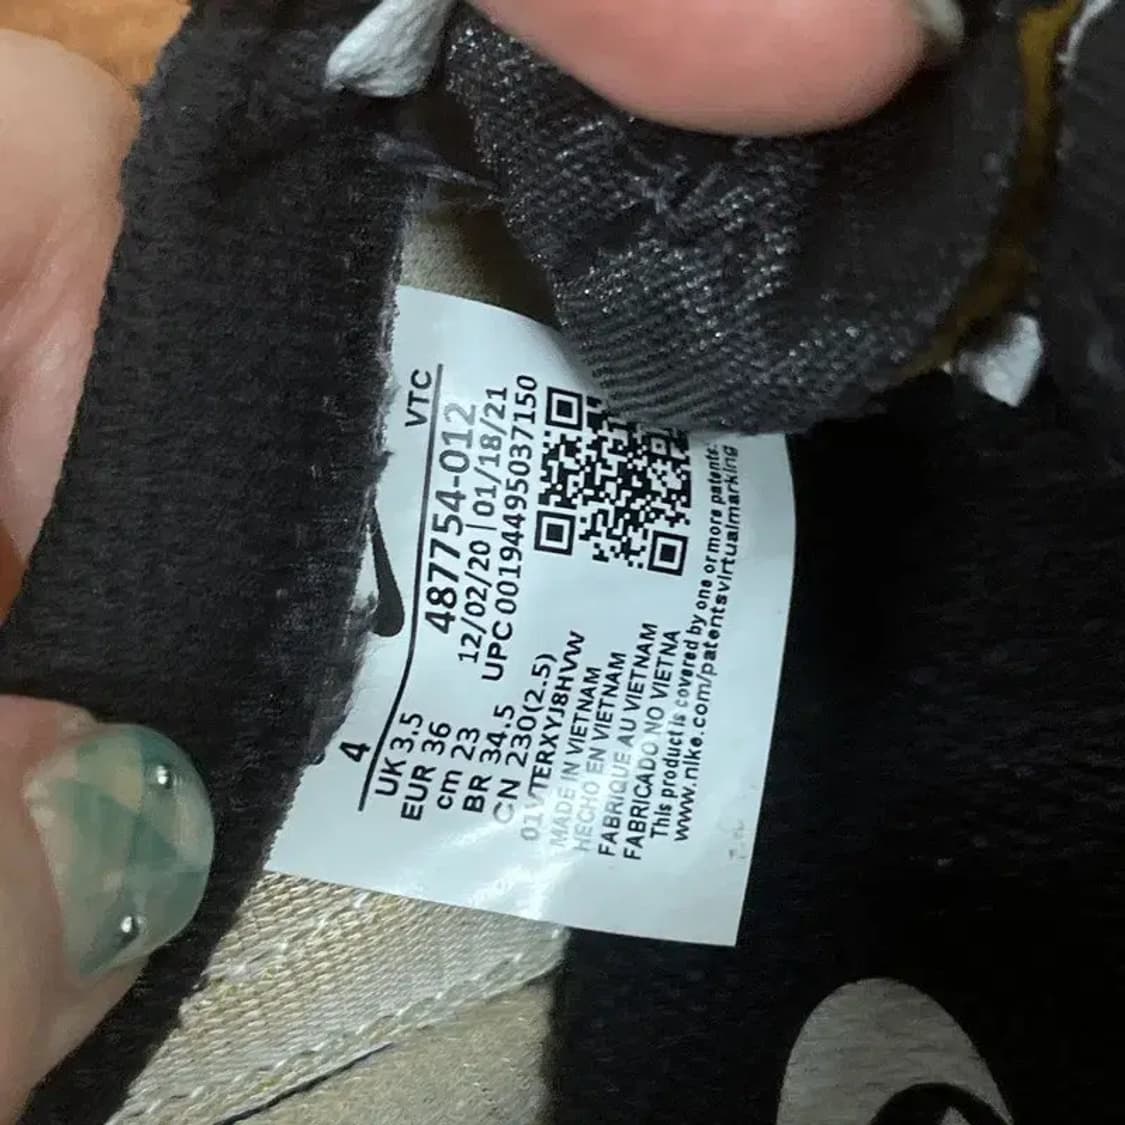 4
VTC
UK 3.5
487754-012
EUR 36
12/02/20 | 01/18/21
cm 23
UPC 00194495037150
BR 34.5
CN 230(2.5)
MADE IN VIETNAM
HECHO EN VIETNAM
FABRIQUE AU VIETNAM
FABRICADO NO VIETNA
This product is covered by one or more patents.
www.nike.com/patentsvirtualmarking